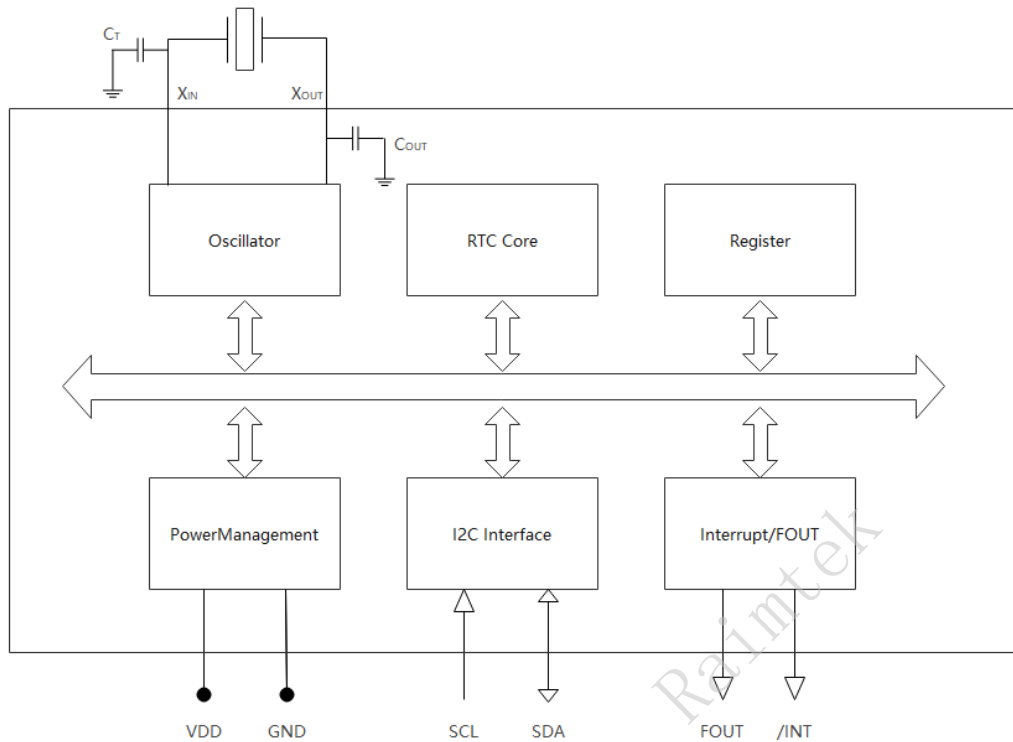 CT
XIN
XOUT
COUT
Oscillator
RTC Core
Register
PowerManagement
I2C Interface
Interrupt/FOUT
Raimtek
VDD
GND
SCL
SDA
FOUT
/INT